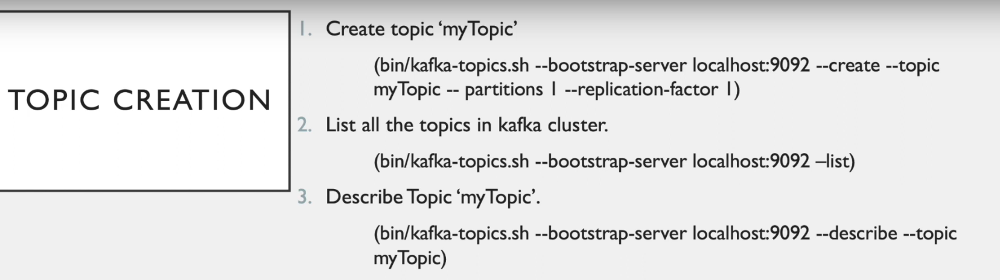 TOPIC CREATION
1. Create topic ‘myTopic’
(bin/kafka-topics.sh --bootstrap-server localhost:9092 --create --topic
myTopic -- partitions 1 --replication-factor 1)
2. List all the topics in kafka cluster.
(bin/kafka-topics.sh --bootstrap-server localhost:9092 –list)
3. Describe Topic ‘myTopic’.
(bin/kafka-topics.sh --bootstrap-server localhost:9092 --describe --topic
myTopic)